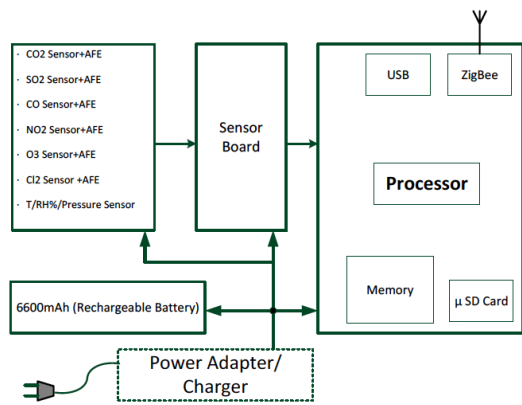 · CO2 Sensor+AFE
· SO2 Sensor+AFE
· CO Sensor+AFE
· NO2 Sensor+AFE
· O3 Sensor+AFE
· Cl2 Sensor +AFE
· T/RH%/Pressure Sensor
Sensor
Board
USB
ZigBee
Processor
Memory
µ SD Card
6600mAh (Rechargeable Battery)
Power Adapter/
Charger